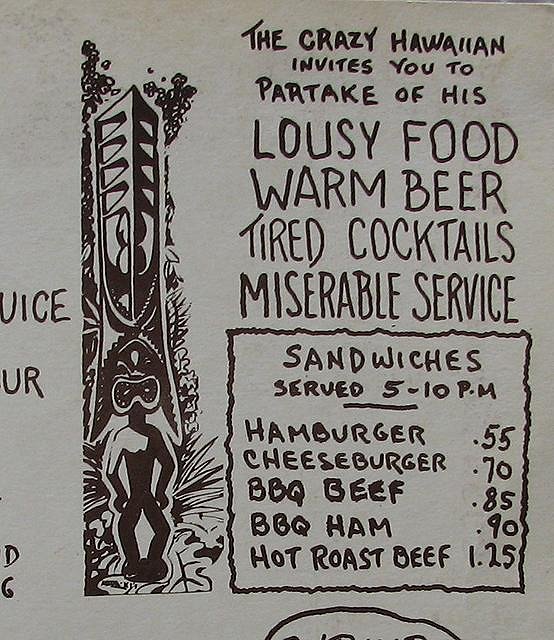 THE CRAZY HAWAIIAN
INVITES YOU TO
PARTAKE OF HIS
LOUSY FOOD
WARM BEER
TIRED COCKTAILS
MISERABLE SERVICE
SANDWICHES
SERVED 5-10 P.M
HAMBURGER .55
CHEESEBURGER .70
BBQ BEEF .85
BBQ HAM .90
HOT ROAST BEEF 1.25
UICE
UR
D
6